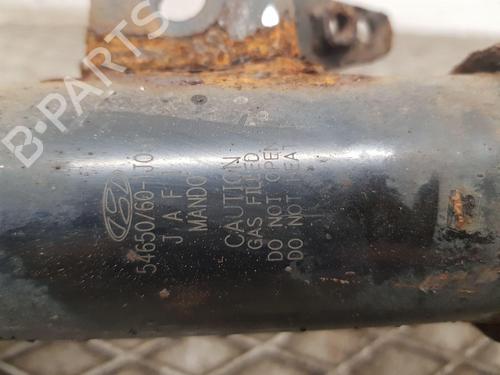 B-PARTS
54650/60-J0
J A F
MANDO
CAUTION
GAS FILLED
DO NOT OPEN
DO NOT HEAT